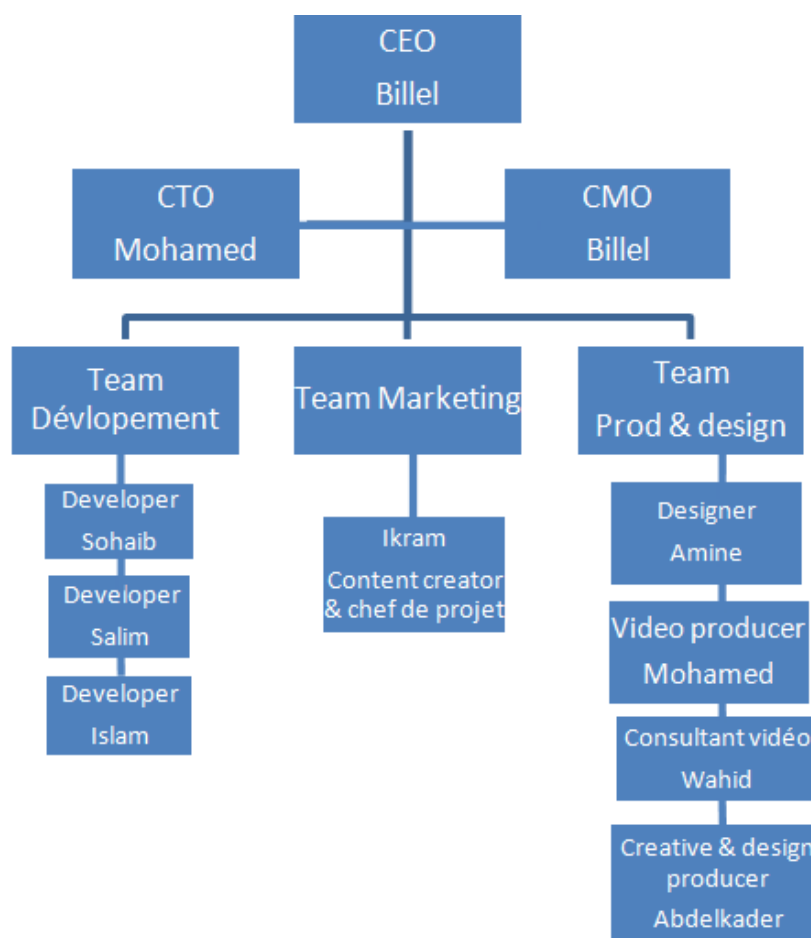 CEO
Billel
CTO
Mohamed
CMO
Billel
Team
Dévlopement
Team Marketing
Team
Prod & design
Developer
Sohaib
Developer
Salim
Developer
Islam
Ikram
Content creator
& chef de projet
Designer
Amine
Video producer
Mohamed
Consultant vidéo
Wahid
Creative & design
producer
Abdelkader